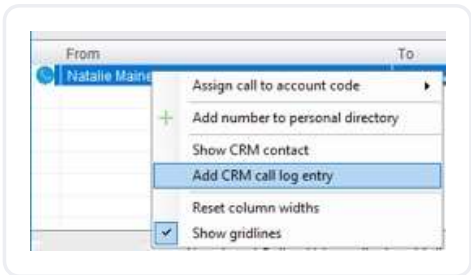 From To
Natalie Maine
Assign call to account code
Add number to personal directory
Show CRM contact
Add CRM call log entry
Reset column widths
Show gridlines